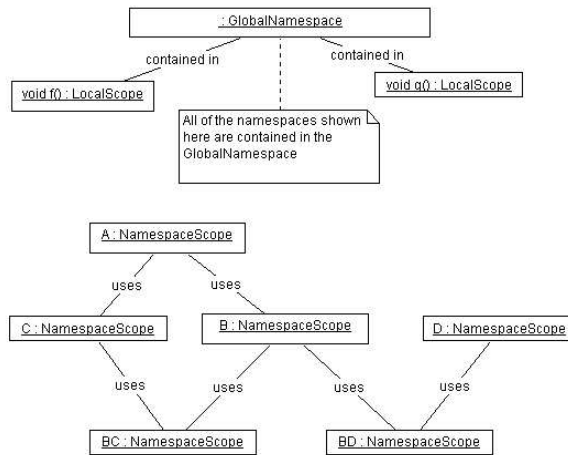 : GlobalNamespace
contained in
contained in
void f() : LocalScope
void g() : LocalScope
All of the namespaces shown
here are contained in the
GlobalNamespace
A : NamespaceScope
uses
uses
C : NamespaceScope
B : NamespaceScope
D : NamespaceScope
uses
uses
uses
uses
BC : NamespaceScope
BD : NamespaceScope